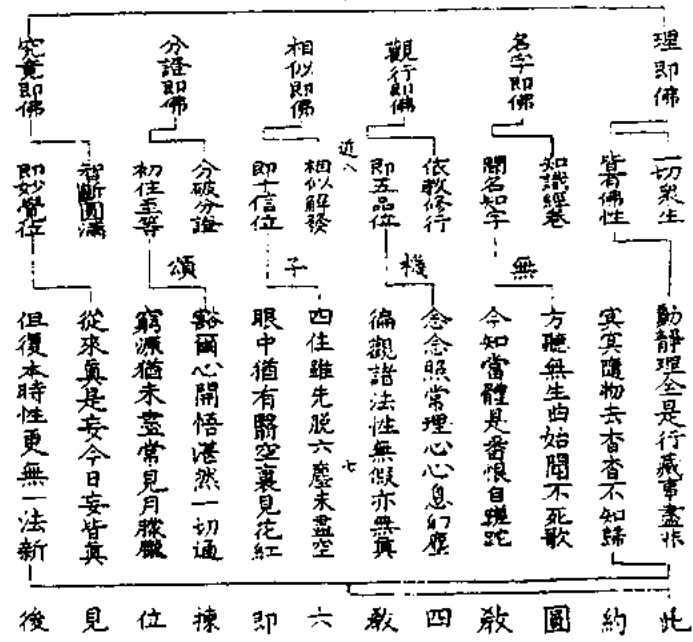 理即佛
名字即佛
觀行即佛
相似即佛
分證即佛
究竟即佛
一切眾生
皆有佛性
知識經卷
聞名知字
依教修行
即五品位
相似解發
即十信位
分破分證
初住至等
智斷圓滿
即妙覺位
無機子頌
動靜理全是行藏事盡非
冥冥隨物去杳杳不知歸
方聽無生曲始聞不死歌
今知當體是番恨自蹉跎
念念照常理心心息幻塵
徧觀諸法性無假亦無眞
四住雖先脫六塵未盡空
眼中猶有翳空裏見花紅
豁爾心開悟湛然一切通
窮源猶未盡常見月朦朧
從來眞是妄今日妄皆眞
但復本時性更無一法新
此約圓教四教六即揀位見後
七